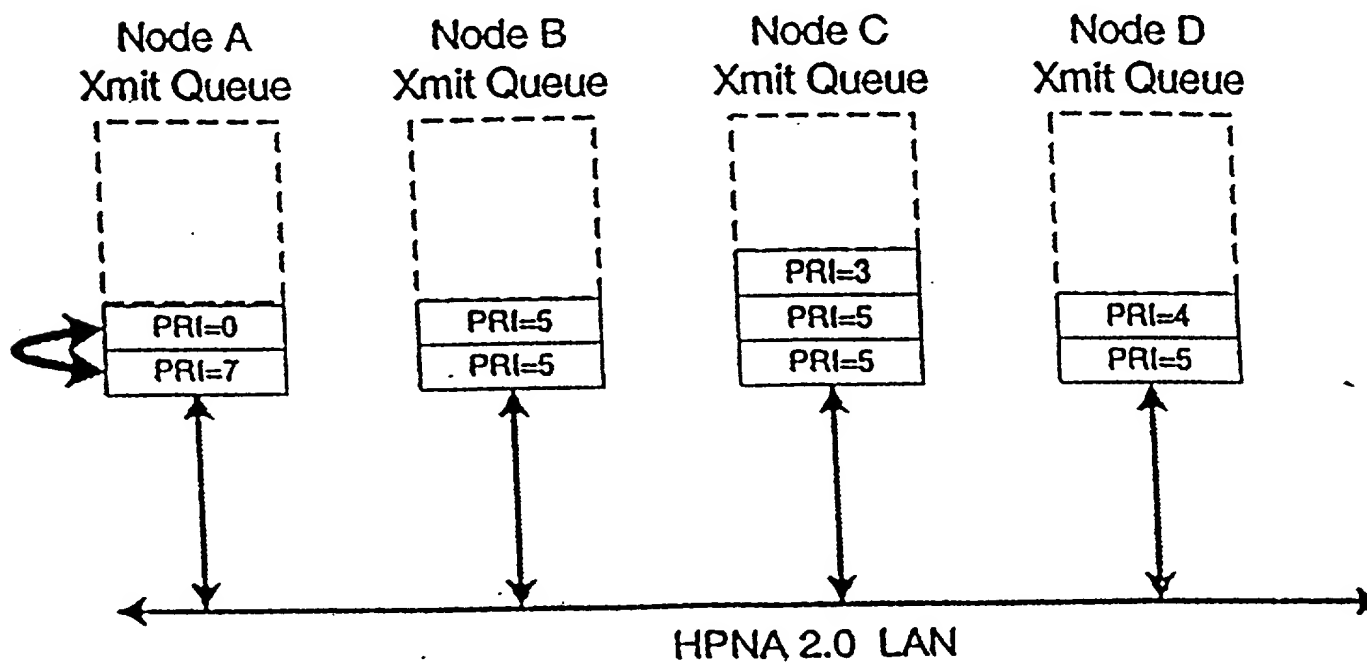 Node A
Xmit Queue
Node B
Xmit Queue
Node C
Xmit Queue
Node D
Xmit Queue
PRI=0
PRI=7
PRI=5
PRI=5
PRI=3
PRI=5
PRI=5
PRI=4
PRI=5
HPNA 2.0 LAN